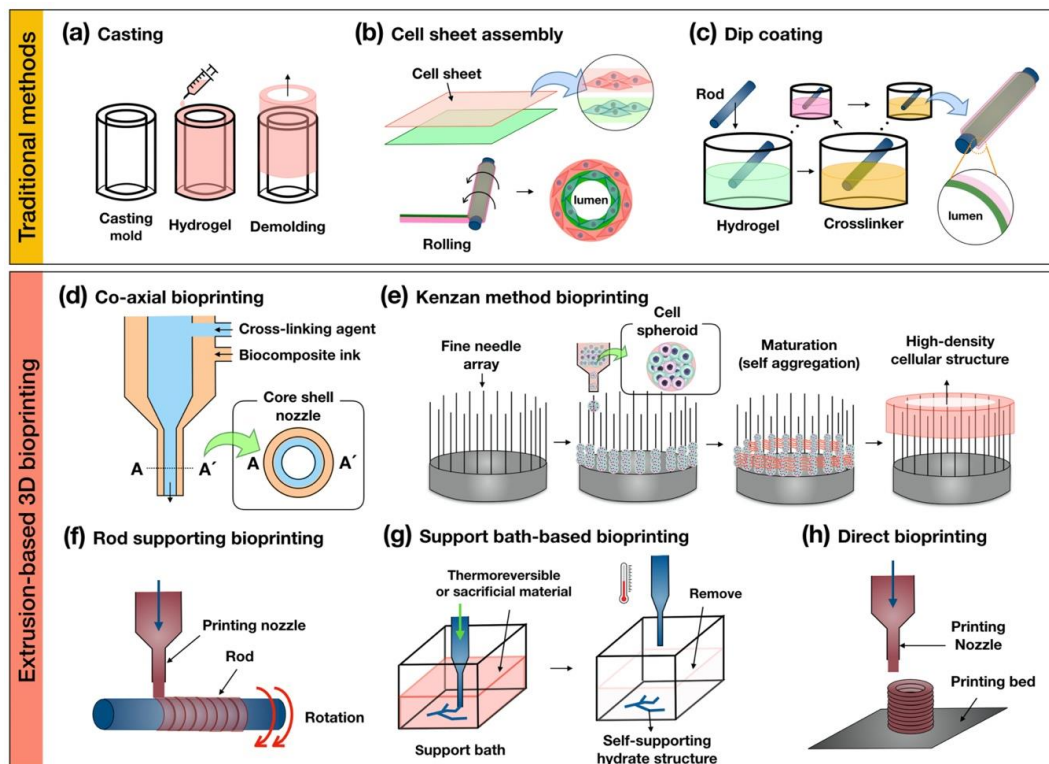 Traditional methods
(a) Casting
Casting
mold
Hydrogel
Demolding
(b) Cell sheet assembly
Cell sheet
Rolling
lumen
(c) Dip coating
Rod
Hydrogel
Crosslinker
lumen
Extrusion-based 3D bioprinting
(d) Co-axial bioprinting
Cross-linking agent
Biocomposite ink
Core shell
nozzle
A
A´
A
A´
(e) Kenzan method bioprinting
Fine needle
array
Cell
spheroid
Maturation
(self aggregation)
High-density
cellular structure
(f) Rod supporting bioprinting
Printing nozzle
Rod
Rotation
(g) Support bath-based bioprinting
Thermoreversible
or sacrificial material
Support bath
Remove
Self-supporting
hydrate structure
(h) Direct bioprinting
Printing
Nozzle
Printing bed